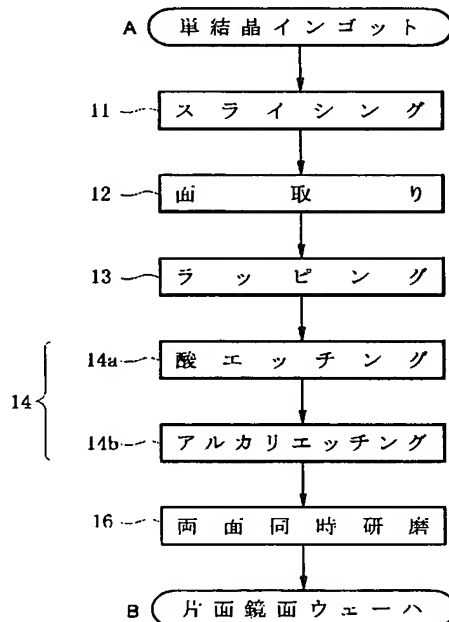 A 単結晶インゴット
11 スライシング
12 面取り
13 ラッピング
14a 酸エッチング
14
14b アルカリエッチング
16 両面同時研磨
B 片面鏡面ウェーハ